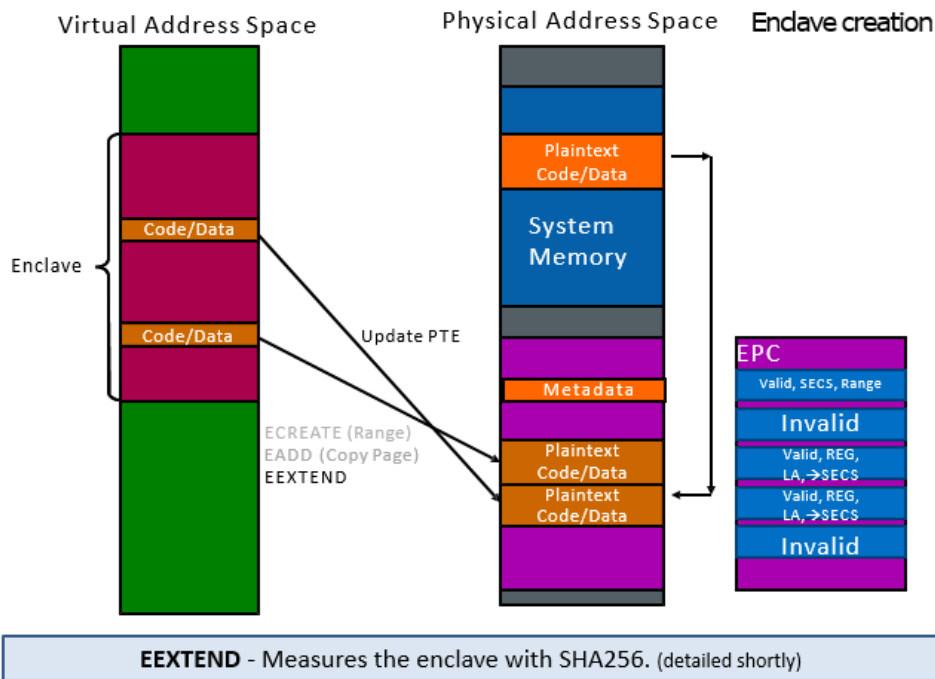 Virtual Address Space
Physical Address Space
Enclave creation
Plaintext
Code/Data
Code/Data
System
Memory
Enclave
Code/Data
Update PTE
EPC
Valid, SECS, Range
Metadata
Invalid
ECREATE (Range)
EADD (Copy Page)
EEXTEND
Plaintext
Code/Data
Plaintext
Code/Data
Valid, REG,
LA,→SECS
Valid, REG,
LA,→SECS
Invalid
EEXTEND - Measures the enclave with SHA256. (detailed shortly)